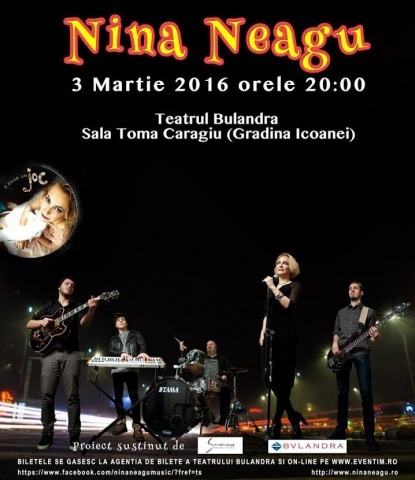 Nina Neagu
3 Martie 2016 orele 20:00
Teatrul Bulandra
Sala Toma Caragiu (Gradina Icoanei)
E DOAR UN
joc
TAMA
Proiect sustinut de
BVLANDRA
BILETELE SE GASESC LA AGENTIA DE BILETE A TEATRULUI BULANDRA SI ON-LINE PE WWW.EVENTIM.RO
https://www.facebook.com/ninaneagumusic/?fref=ts http://www.ninaneagu.ro